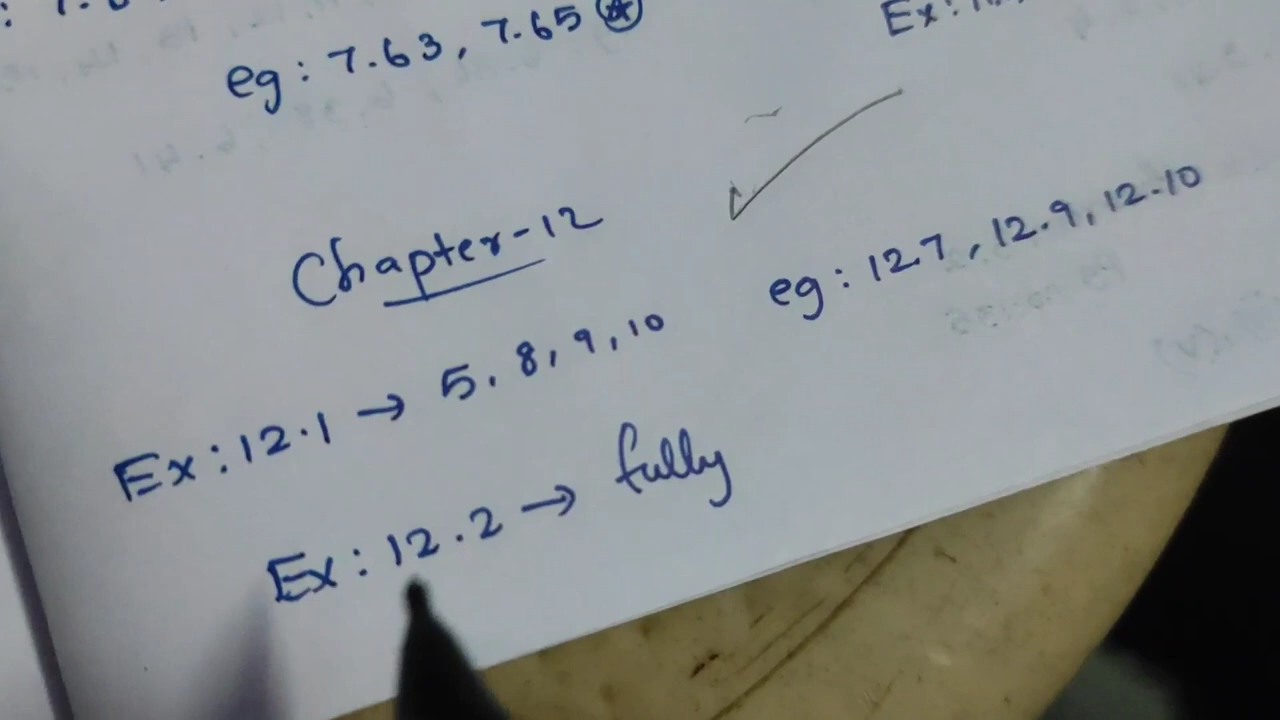 eg : 7.63, 7.65
Ex :
Chapter-12
eg : 12.7, 12.9, 12.10
Ex : 12.1 → 5, 8, 9, 10
Ex : 12.2 → fully